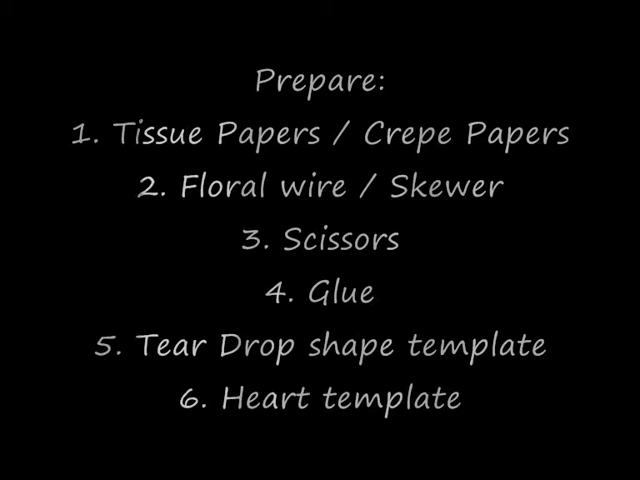 Prepare:
1. Tissue Papers / Crepe Papers
2. Floral wire / Skewer
3. Scissors
4. Glue
5. Tear Drop shape template
6. Heart template